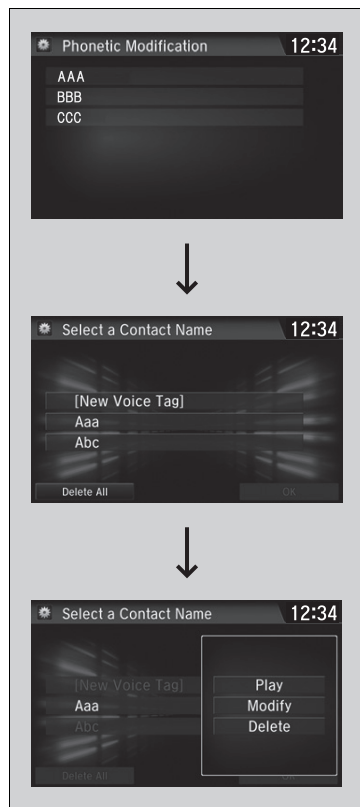 Phonetic Modification 12:34
AAA
BBB
CCC
Select a Contact Name 12:34
[New Voice Tag]
Aaa
Abc
Delete All OK
Select a Contact Name 12:34
[New Voice Tag] Play
Aaa Modify
Abc Delete
Delete All OK